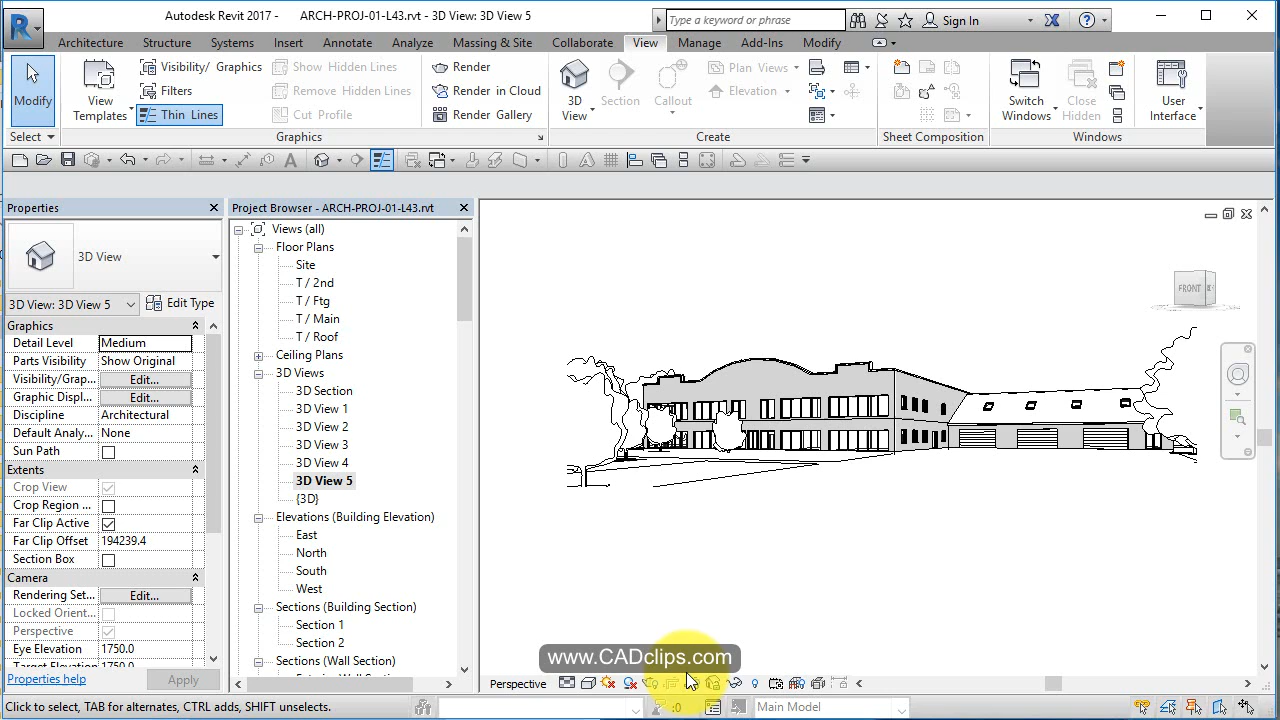 Autodesk Revit 2017 - ARCH-PROJ-01-L43.rvt - 3D View: 3D View 5
Type a keyword or phrase
Sign In
Architecture Structure Systems Insert Annotate Analyze Massing & Site Collaborate View Manage Add-Ins Modify
Modify
View Templates
Visibility/ Graphics
Filters
Thin Lines
Show Hidden Lines
Remove Hidden Lines
Cut Profile
Render
Render in Cloud
Render Gallery
3D View
Section
Callout
Plan Views
Elevation
Switch Windows
Close Hidden
User Interface
Select Graphics Create Sheet Composition Windows
Properties
3D View
3D View: 3D View 5 Edit Type
Graphics
Detail Level Medium
Parts Visibility Show Original
Visibility/Grap... Edit...
Graphic Displ... Edit...
Discipline Architectural
Default Analy... None
Sun Path
Extents
Crop View
Crop Region ...
Far Clip Active
Far Clip Offset 194239.4
Section Box
Camera
Rendering Set... Edit...
Locked Orient...
Perspective
Eye Elevation 1750.0
Target Elevation 1750.0
Properties help Apply
Project Browser - ARCH-PROJ-01-L43.rvt
Views (all)
Floor Plans
Site
T / 2nd
T / Ftg
T / Main
T / Roof
Ceiling Plans
3D Views
3D Section
3D View 1
3D View 2
3D View 3
3D View 4
3D View 5
{3D}
Elevations (Building Elevation)
East
North
South
West
Sections (Building Section)
Section 1
Section 2
Sections (Wall Section)
FRONT
www.CADclips.com
Perspective
Click to select, TAB for alternates, CTRL adds, SHIFT unselects.
:0
Main Model